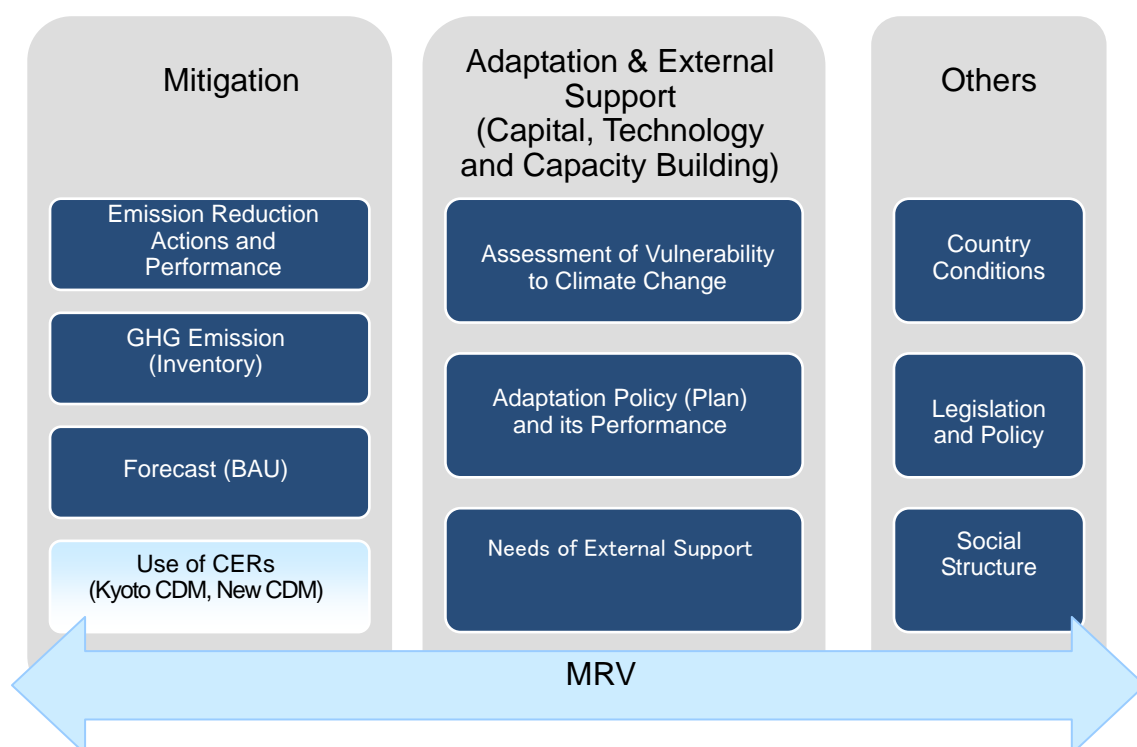 Mitigation
Emission Reduction
Actions and
Performance
GHG Emission
(Inventory)
Forecast (BAU)
Use of CERs
(Kyoto CDM, New CDM)
Adaptation & External
Support
(Capital, Technology
and Capacity Building)
Assessment of Vulnerability
to Climate Change
Adaptation Policy (Plan)
and its Performance
Needs of External Support
Others
Country
Conditions
Legislation
and Policy
Social
Structure
MRV